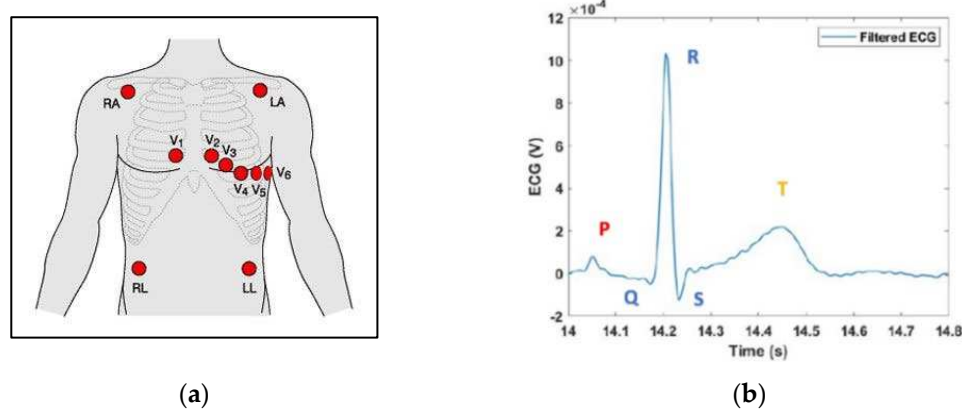 RA
LA
V1
V2
V3
V4
V5
V6
RL
LL
(a)
×10-4
12
10
8
6
4
2
0
-2
ECG (V)
Filtered ECG
R
T
P
Q
S
14
14.1
14.2
14.3
14.4
14.5
14.6
14.7
14.8
Time (s)
(b)